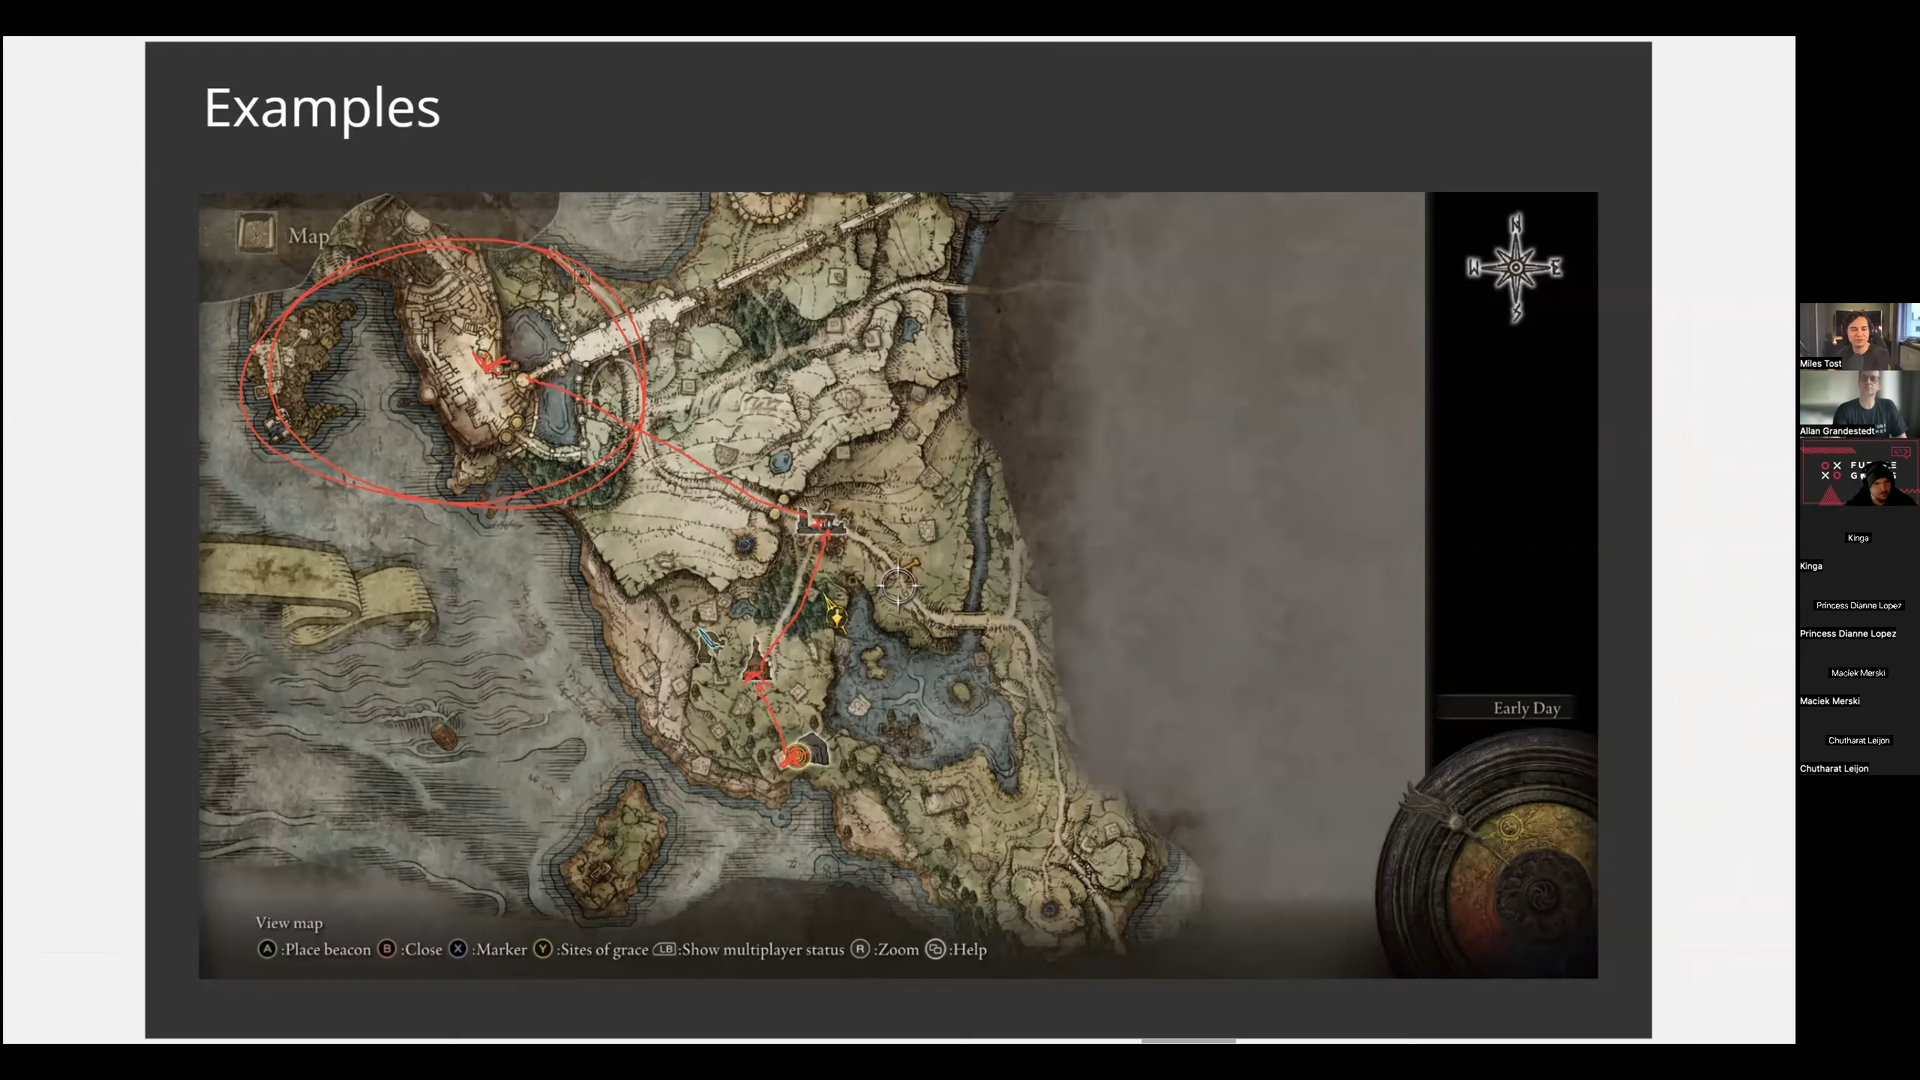 Examples
Map
N
W E
S
Early Day
View map
A :Place beacon B :Close X :Marker Y :Sites of grace LB :Show multiplayer status R :Zoom :Help
Miles Tost
Allan Grandestedt
Kinga
Kinga
Princess Dianne Lopez
Princess Dianne Lopez
Maciek Merski
Maciek Merski
Chutharat Leijon
Chutharat Leijon